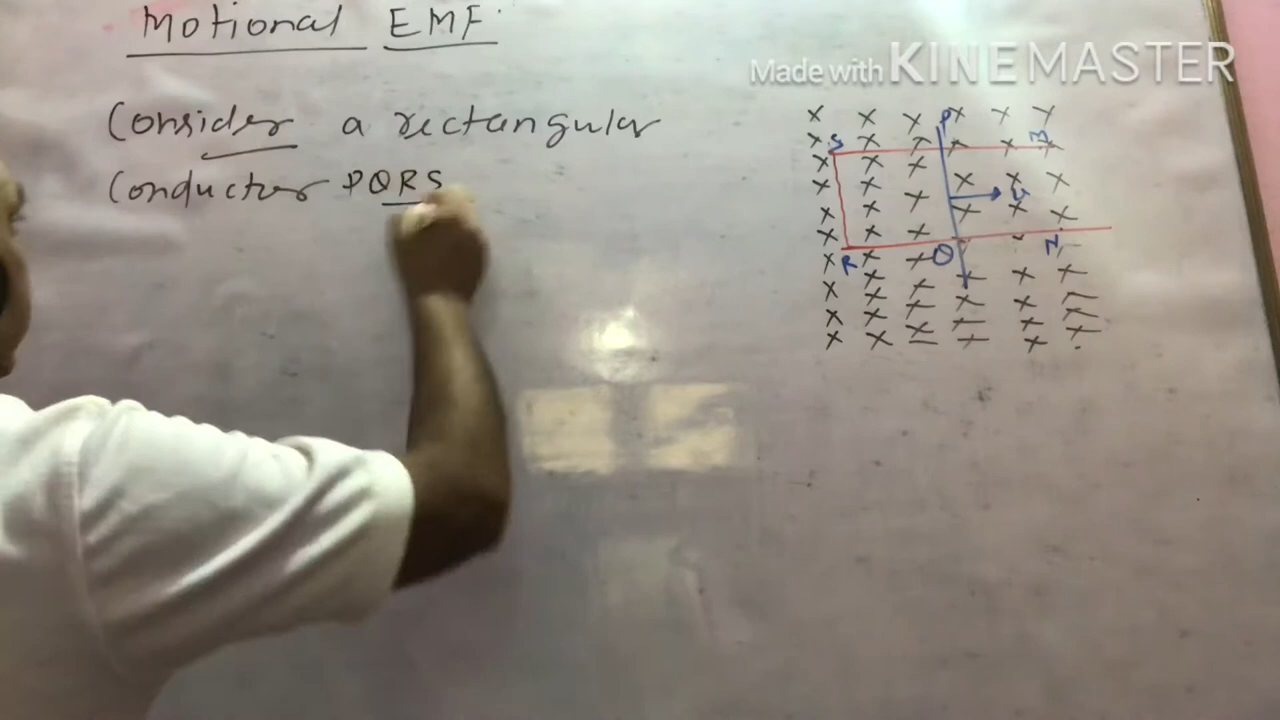 Motional EMF.
Made with KINEMASTER
Consider a rectangular
Conductor PQRS
P
S
M
v
R
Q
N